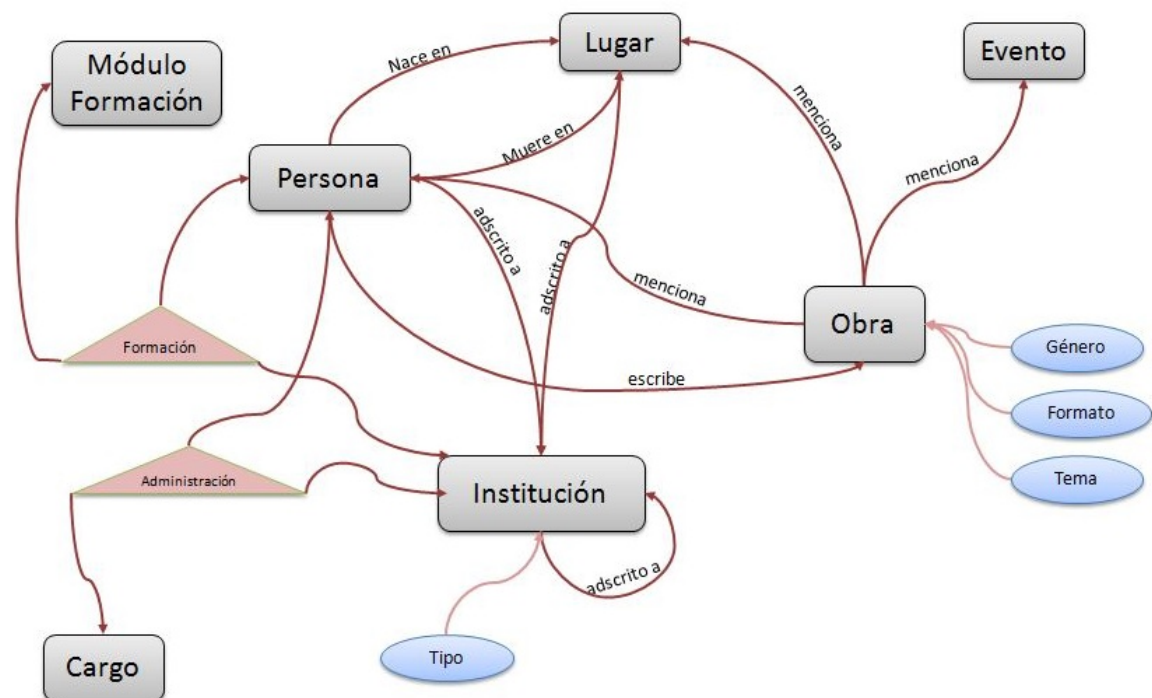 Lugar
Evento
Módulo
Formación
Nace en
menciona
Muere en
menciona
Persona
adscrito a
adscrito a
menciona
Obra
Género
Formación
escribe
Formato
Administración
Institución
Tema
adscrito a
Cargo
Tipo